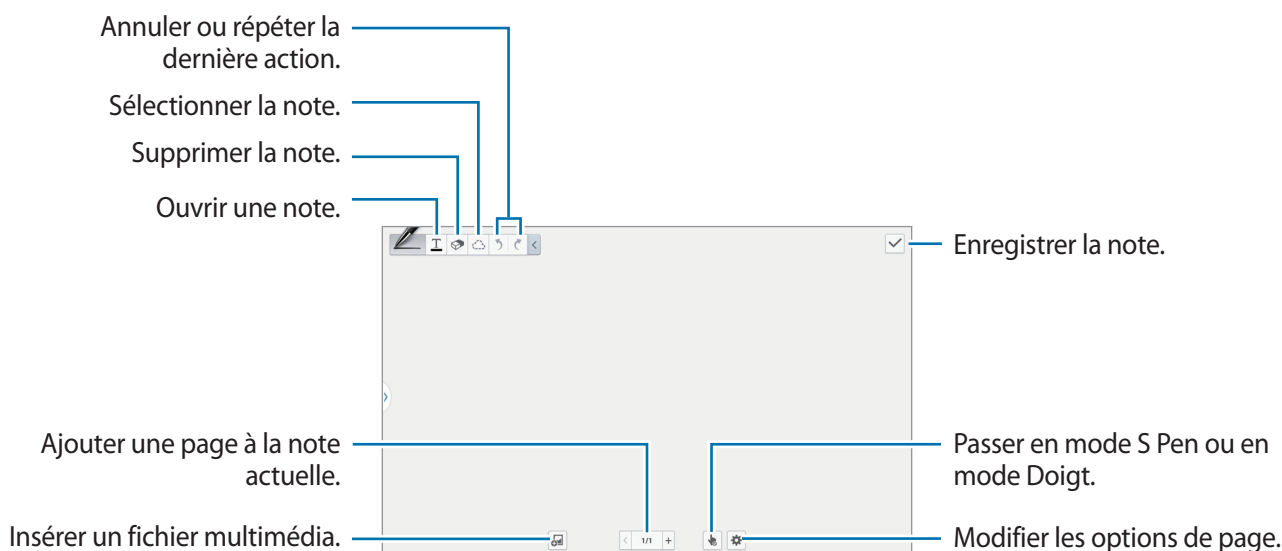 Annuler ou répéter la
dernière action.
Sélectionner la note.
Supprimer la note.
Ouvrir une note.
T
Enregistrer la note.
Ajouter une page à la note
actuelle.
Passer en mode S Pen ou en
mode Doigt.
Insérer un fichier multimédia.
1/1 +
Modifier les options de page.